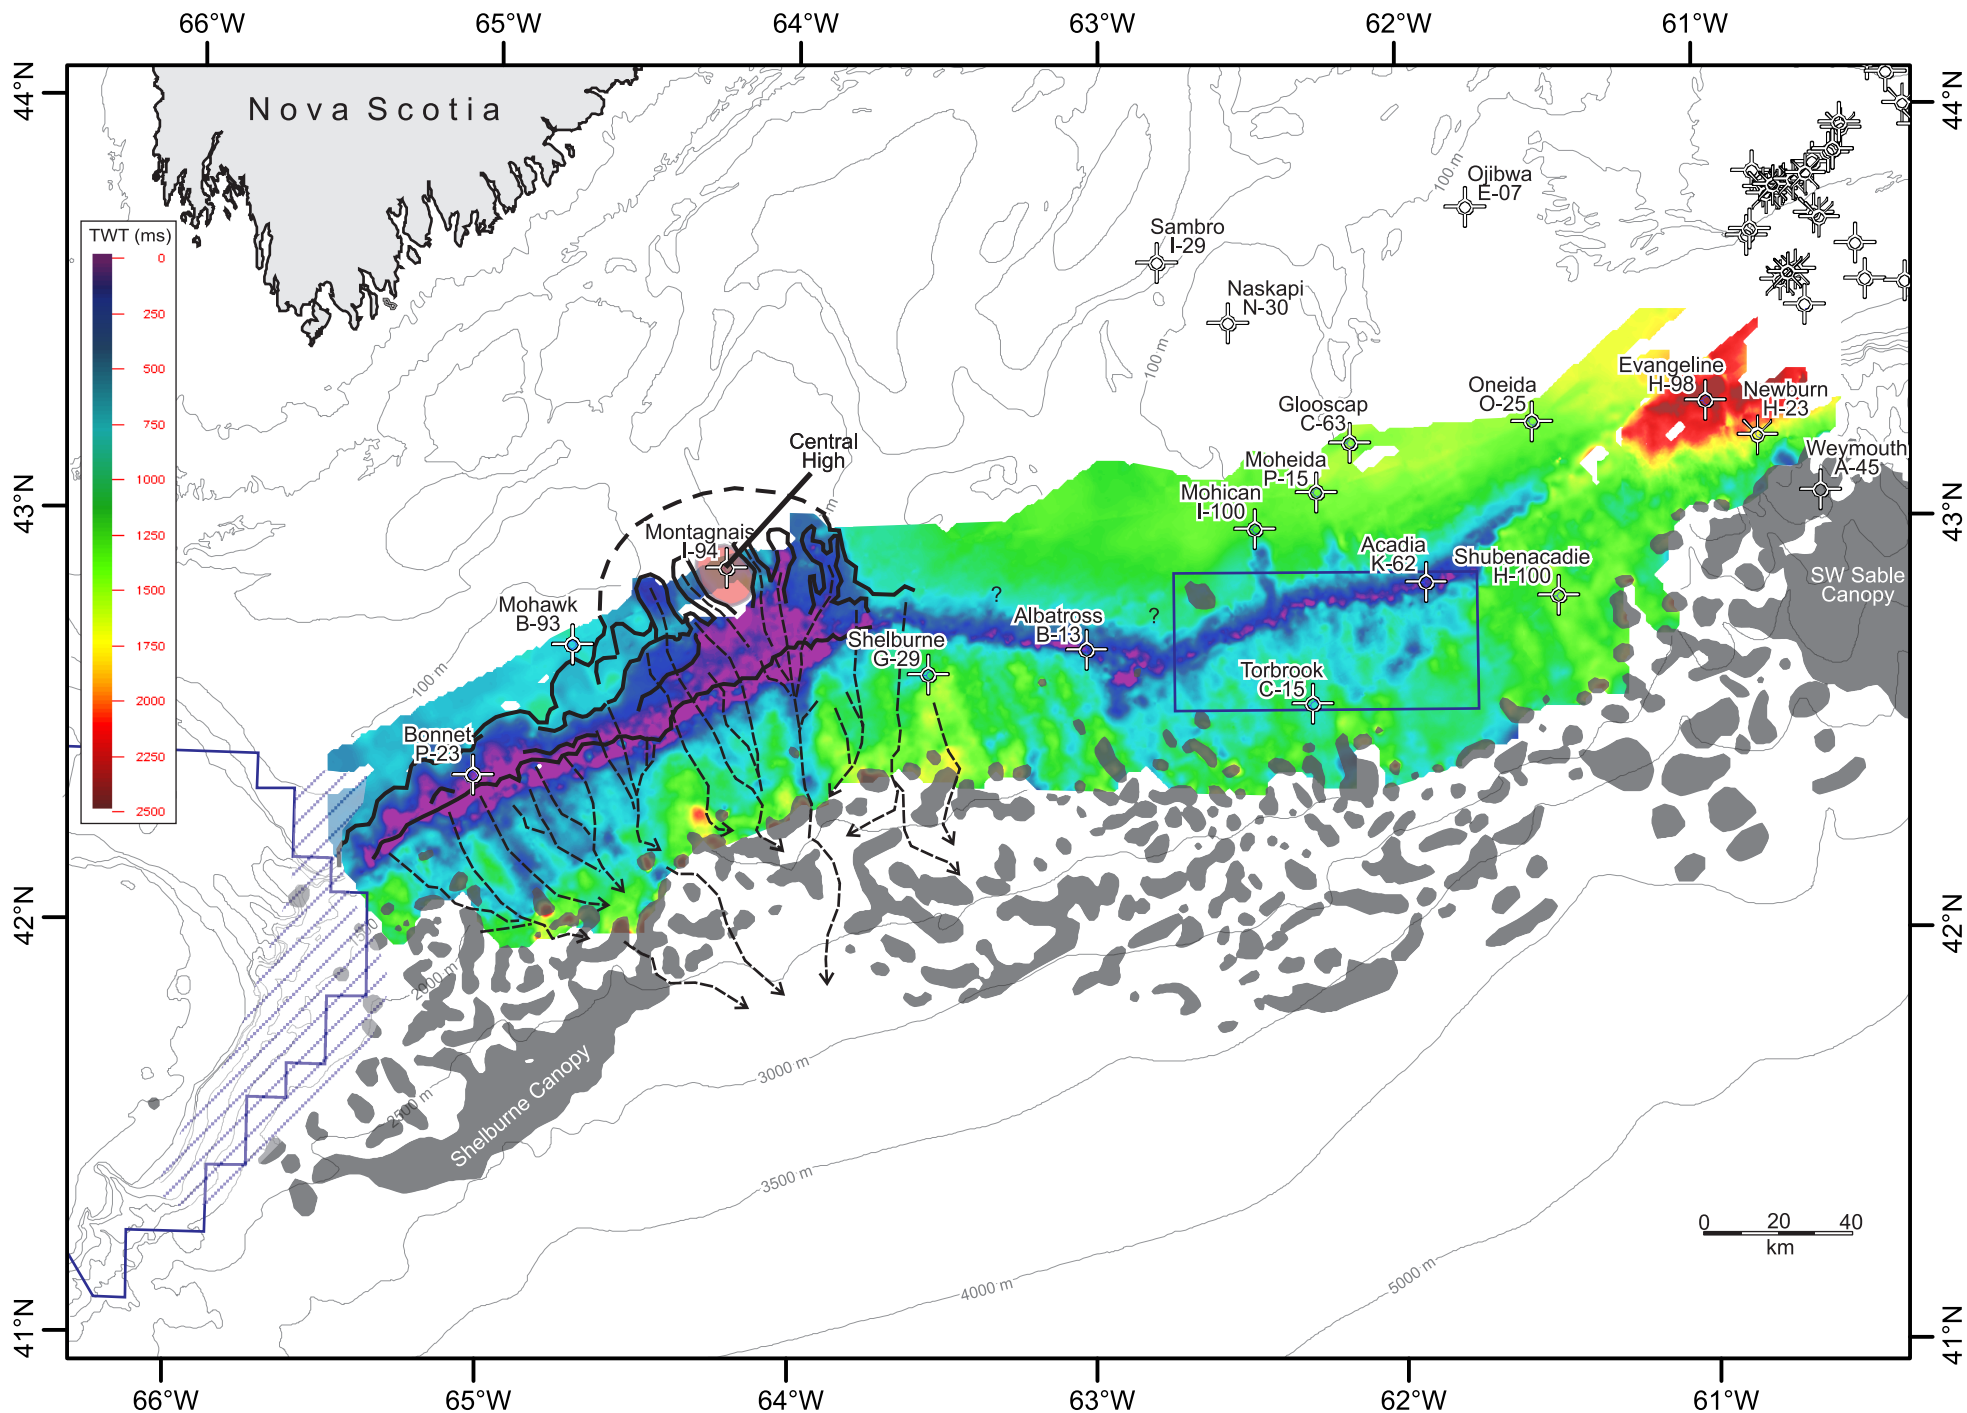 66°W 65°W 64°W 63°W 62°W 61°W
44°N
44°N
Nova Scotia
TWT (ms)
0
250
500
750
1000
1250
1500
1750
2000
2250
2500
100 m
Ojibwa
E-07
Sambro
I-29
Naskapi
N-30
100 m
Evangeline
H-98
Newburn
H-23
Oneida
O-25
Glooscap
C-63
Central
High
Weymouth
A-45
Moheida
P-15
Mohican
I-100
43°N
43°N
Montagnais
I-94
Acadia
K-62
Shubenacadie
H-100
SW Sable
Canopy
?
?
Mohawk
B-93
Albatross
B-13
Shelburne
G-29
100 m
Torbrook
C-15
Bonnet
P-23
42°N
42°N
1500
2000 m
2500 m
Shelburne Canopy
3000 m
3500 m
4000 m
5000 m
0 20 40
km
41°N
41°N
66°W 65°W 64°W 63°W 62°W 61°W